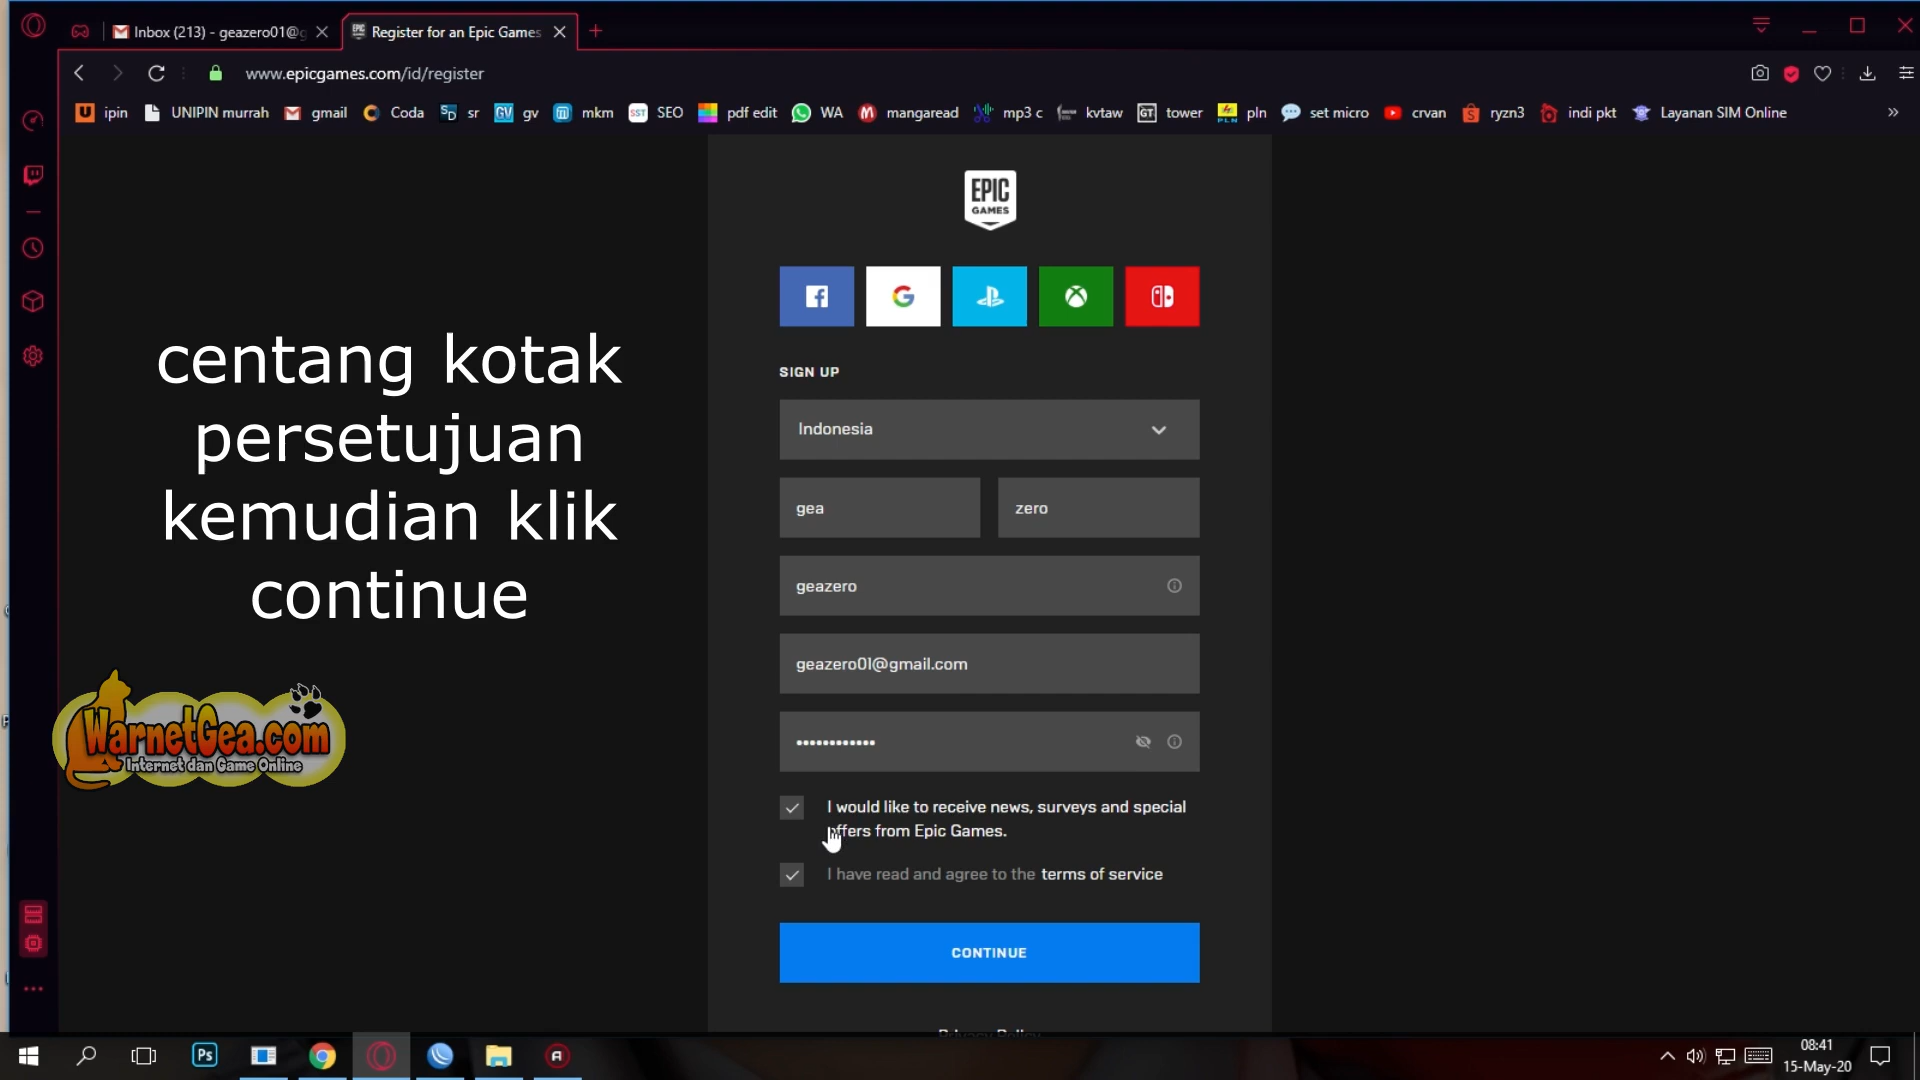 Inbox (213) - geazero01@g
Register for an Epic Games
www.epicgames.com/id/register
ipin
UNIPIN murrah
gmail
Coda
sr
gv
mkm
SEO
pdf edit
WA
mangaread
mp3 c
kvtaw
tower
pln
set micro
crvan
ryzn3
indi pkt
Layanan SIM Online
EPIC
GAMES
SIGN UP
Indonesia
gea
zero
geazero
geazero01@gmail.com
I would like to receive news, surveys and special
offers from Epic Games.
I have read and agree to the terms of service
CONTINUE
Privacy Policy
centang kotak
persetujuan
kemudian klik
continue
WarnetGea.com
Internet dan Game Online
Ps
08:41
15-May-20